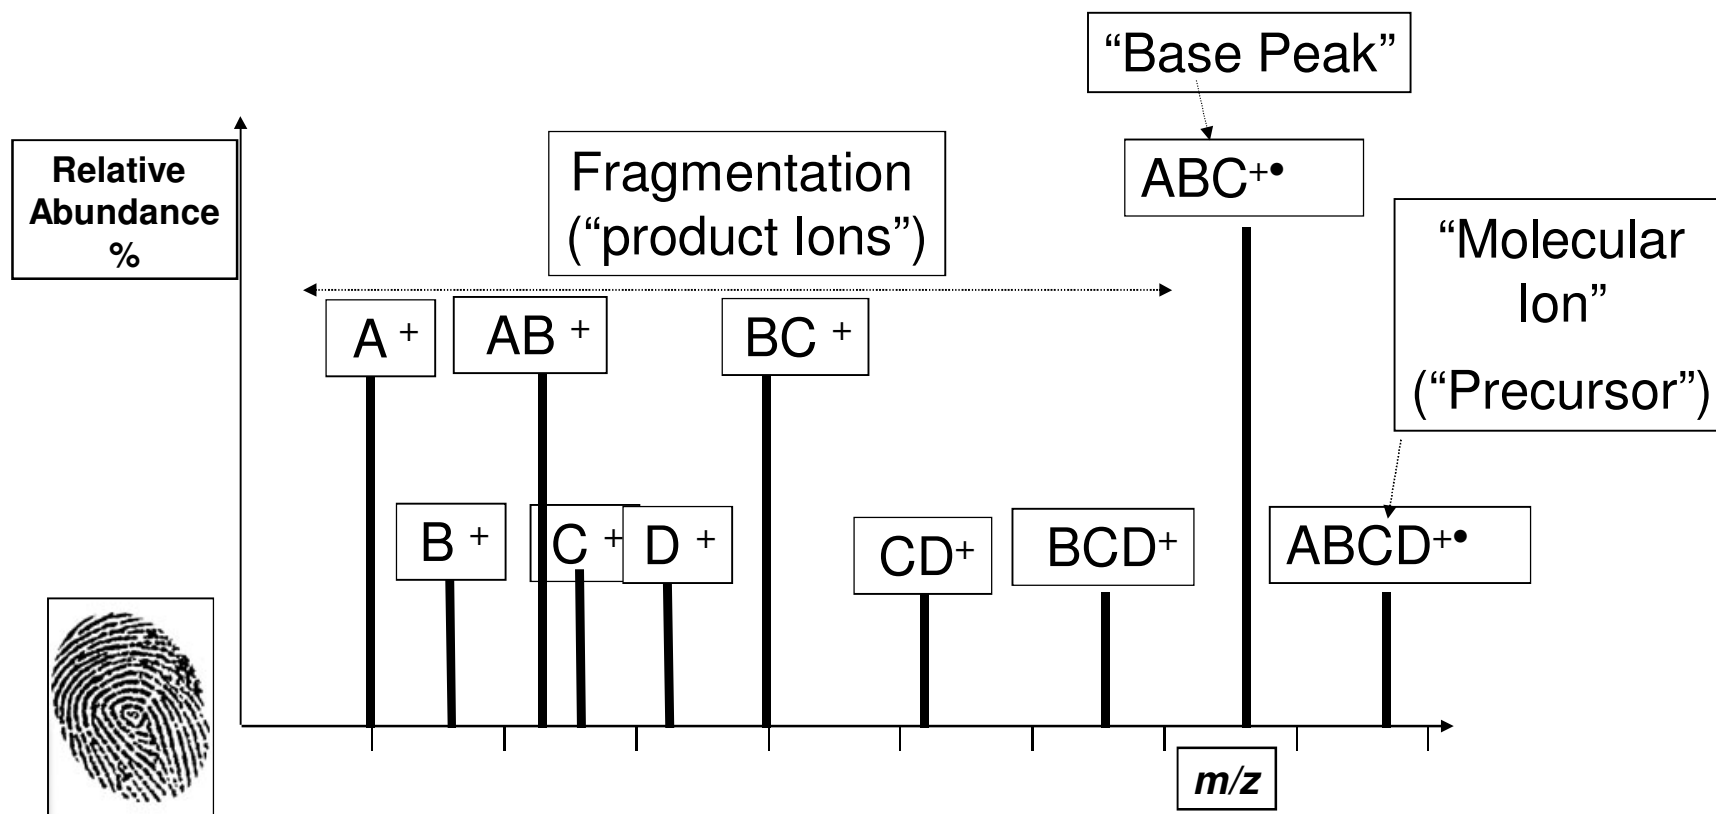 “Base Peak”
Relative
Abundance
%
Fragmentation
(“product Ions”)
ABC+•
“Molecular
Ion”
(“Precursor”)
A +
AB +
BC +
B +
C +
D +
CD+
BCD+
ABCD+•
m/z